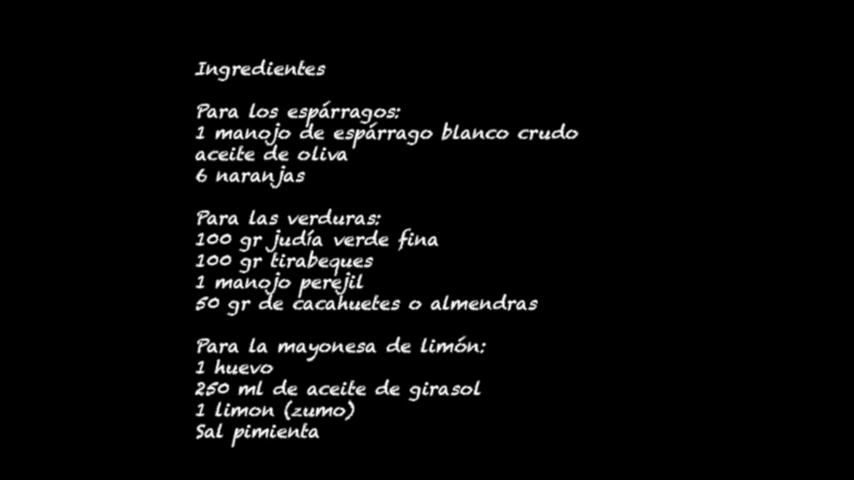 Ingredientes
Para los espárragos:
1 manojo de espárrago blanco crudo
aceite de oliva
6 naranjas
Para las verduras:
100 gr judía verde fina
100 gr tirabeques
1 manojo perejil
50 gr de cacahuetes o almendras
Para la mayonesa de limón:
1 huevo
250 ml de aceite de girasol
1 limon (zumo)
Sal pimienta